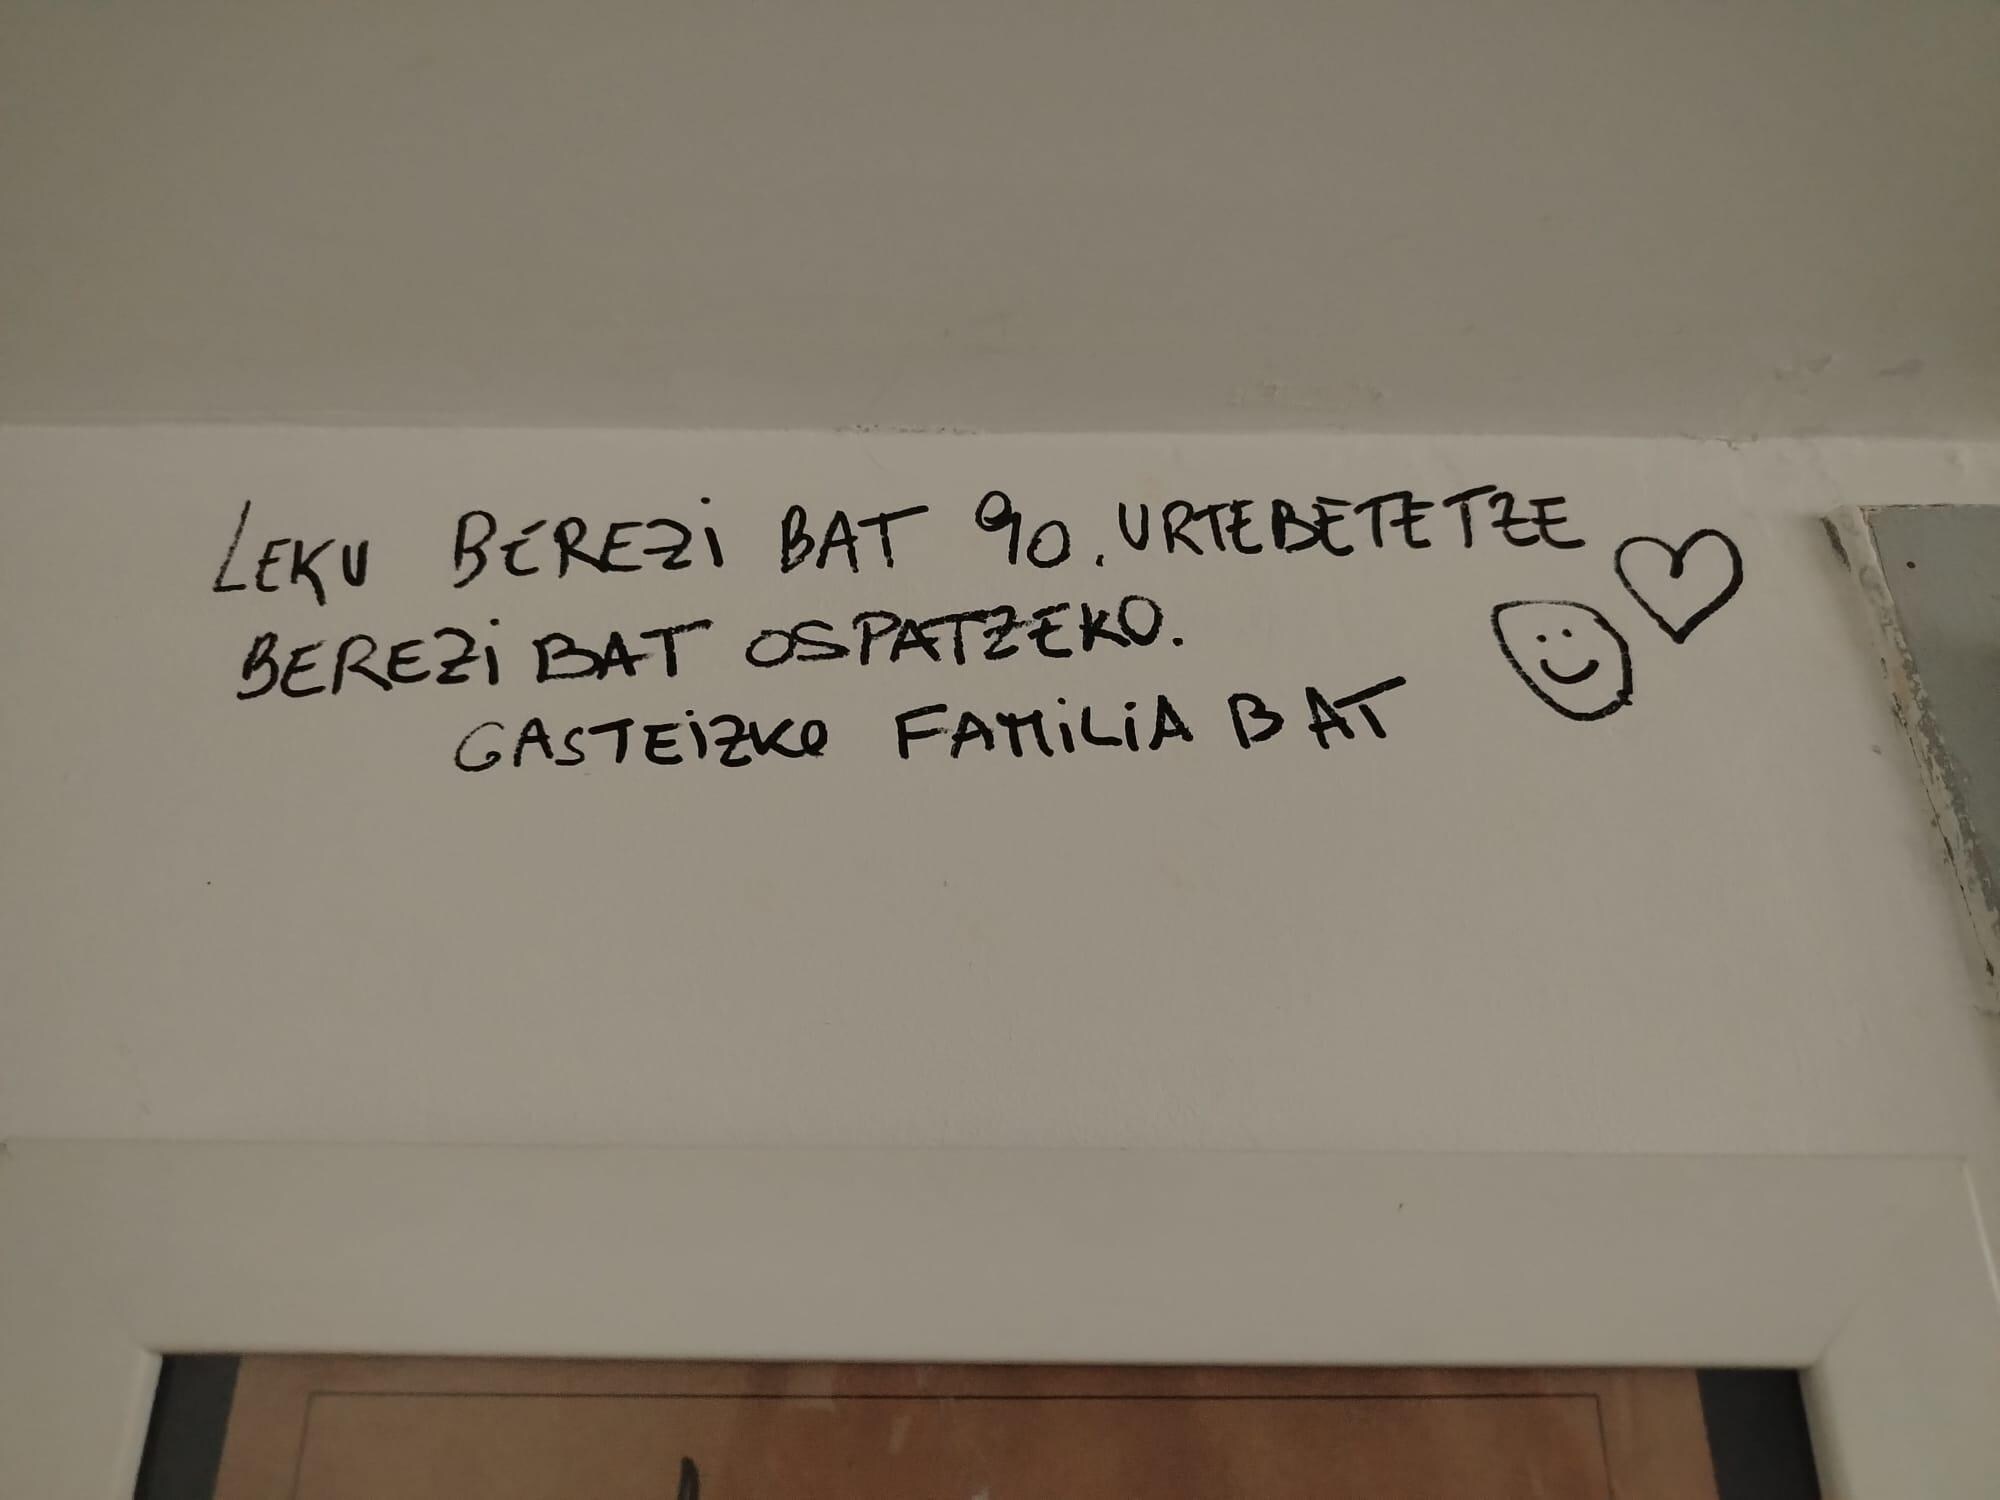 LEKU BEREZI BAT 90. URTEBETETZE
BEREZI BAT OSPATZEKO.
GASTEIZKO FAMILIA BAT